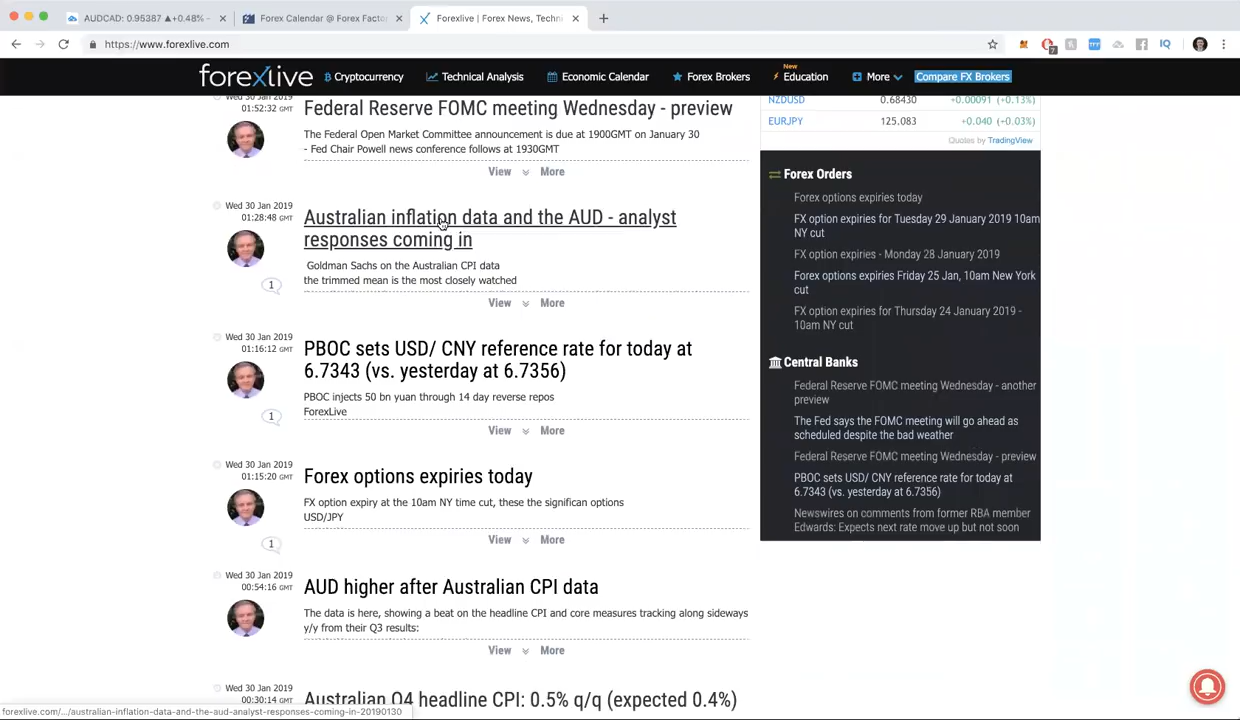 AUDCAD: 0.95387 ▲+0.48% -
Forex Calendar @ Forex Facto
Forexlive | Forex News, Techni
https://www.forexlive.com
7
TFF
IQ
forexlive
Cryptocurrency
Technical Analysis
Economic Calendar
Forex Brokers
New
Education
More
Compare FX Brokers
Wed 30 Jan 2019
01:52:32 GMT
Federal Reserve FOMC meeting Wednesday - preview
The Federal Open Market Committee announcement is due at 1900GMT on January 30
- Fed Chair Powell news conference follows at 1930GMT
View More
Wed 30 Jan 2019
01:28:48 GMT
1
Australian inflation data and the AUD - analyst
responses coming in
Goldman Sachs on the Australian CPI data
the trimmed mean is the most closely watched
View More
Wed 30 Jan 2019
01:16:12 GMT
1
PBOC sets USD/ CNY reference rate for today at
6.7343 (vs. yesterday at 6.7356)
PBOC injects 50 bn yuan through 14 day reverse repos
ForexLive
View More
Wed 30 Jan 2019
01:15:20 GMT
1
Forex options expiries today
FX option expiry at the 10am NY time cut, these the significan options
USD/JPY
View More
Wed 30 Jan 2019
00:54:16 GMT
AUD higher after Australian CPI data
The data is here, showing a beat on the headline CPI and core measures tracking along sideways
y/y from their Q3 results:
View More
Wed 30 Jan 2019
00:30:14 GMT
Australian Q4 headline CPI: 0.5% q/q (expected 0.4%)
NZDUSD 0.68430 +0.00091 (+0.13%)
EURJPY 125.083 +0.040 (+0.03%)
Quotes by TradingView
Forex Orders
Forex options expiries today
FX option expiries for Tuesday 29 January 2019 10am
NY cut
FX option expiries - Monday 28 January 2019
Forex options expiries Friday 25 Jan, 10am New York
cut
FX option expiries for Thursday 24 January 2019 -
10am NY cut
Central Banks
Federal Reserve FOMC meeting Wednesday - another
preview
The Fed says the FOMC meeting will go ahead as
scheduled despite the bad weather
Federal Reserve FOMC meeting Wednesday - preview
PBOC sets USD/ CNY reference rate for today at
6.7343 (vs. yesterday at 6.7356)
Newswires on comments from former RBA member
Edwards: Expects next rate move up but not soon
forexlive.com/.../australian-inflation-data-and-the-aud-analyst-responses-coming-in-20190130